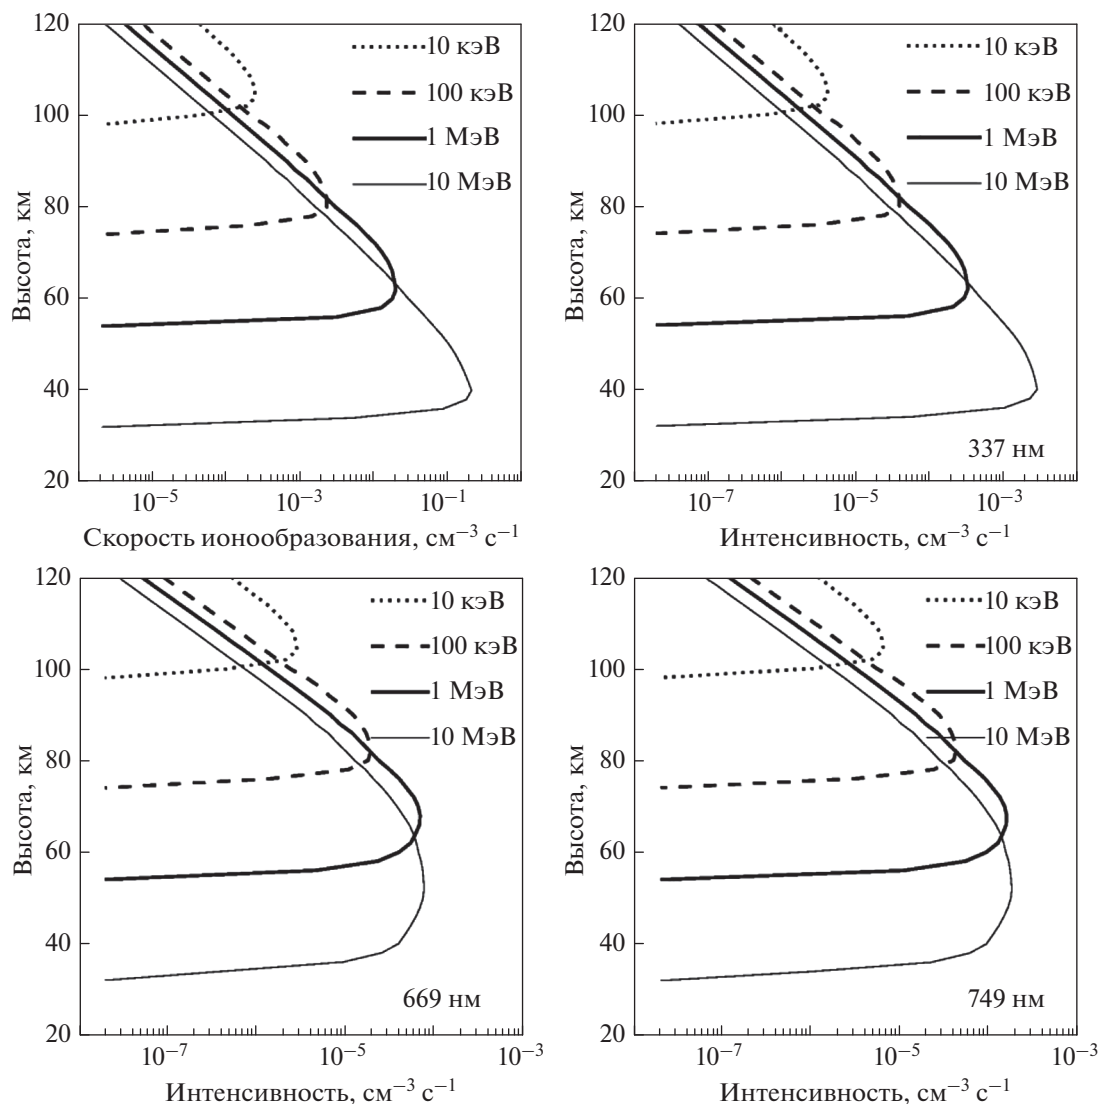 120
100
80
60
40
20
Высота, км
10 кэВ
100 кэВ
1 МэВ
10 МэВ
10⁻⁵
10⁻³
10⁻¹
Скорость ионообразования, см⁻³ с⁻¹
120
100
80
60
40
20
Высота, км
10 кэВ
100 кэВ
1 МэВ
10 МэВ
337 нм
10⁻⁷
10⁻⁵
10⁻³
Интенсивность, см⁻³ с⁻¹
120
100
80
60
40
20
Высота, км
10 кэВ
100 кэВ
1 МэВ
10 МэВ
669 нм
10⁻⁷
10⁻⁵
10⁻³
Интенсивность, см⁻³ с⁻¹
120
100
80
60
40
20
Высота, км
10 кэВ
100 кэВ
1 МэВ
10 МэВ
749 нм
10⁻⁷
10⁻⁵
10⁻³
Интенсивность, см⁻³ с⁻¹